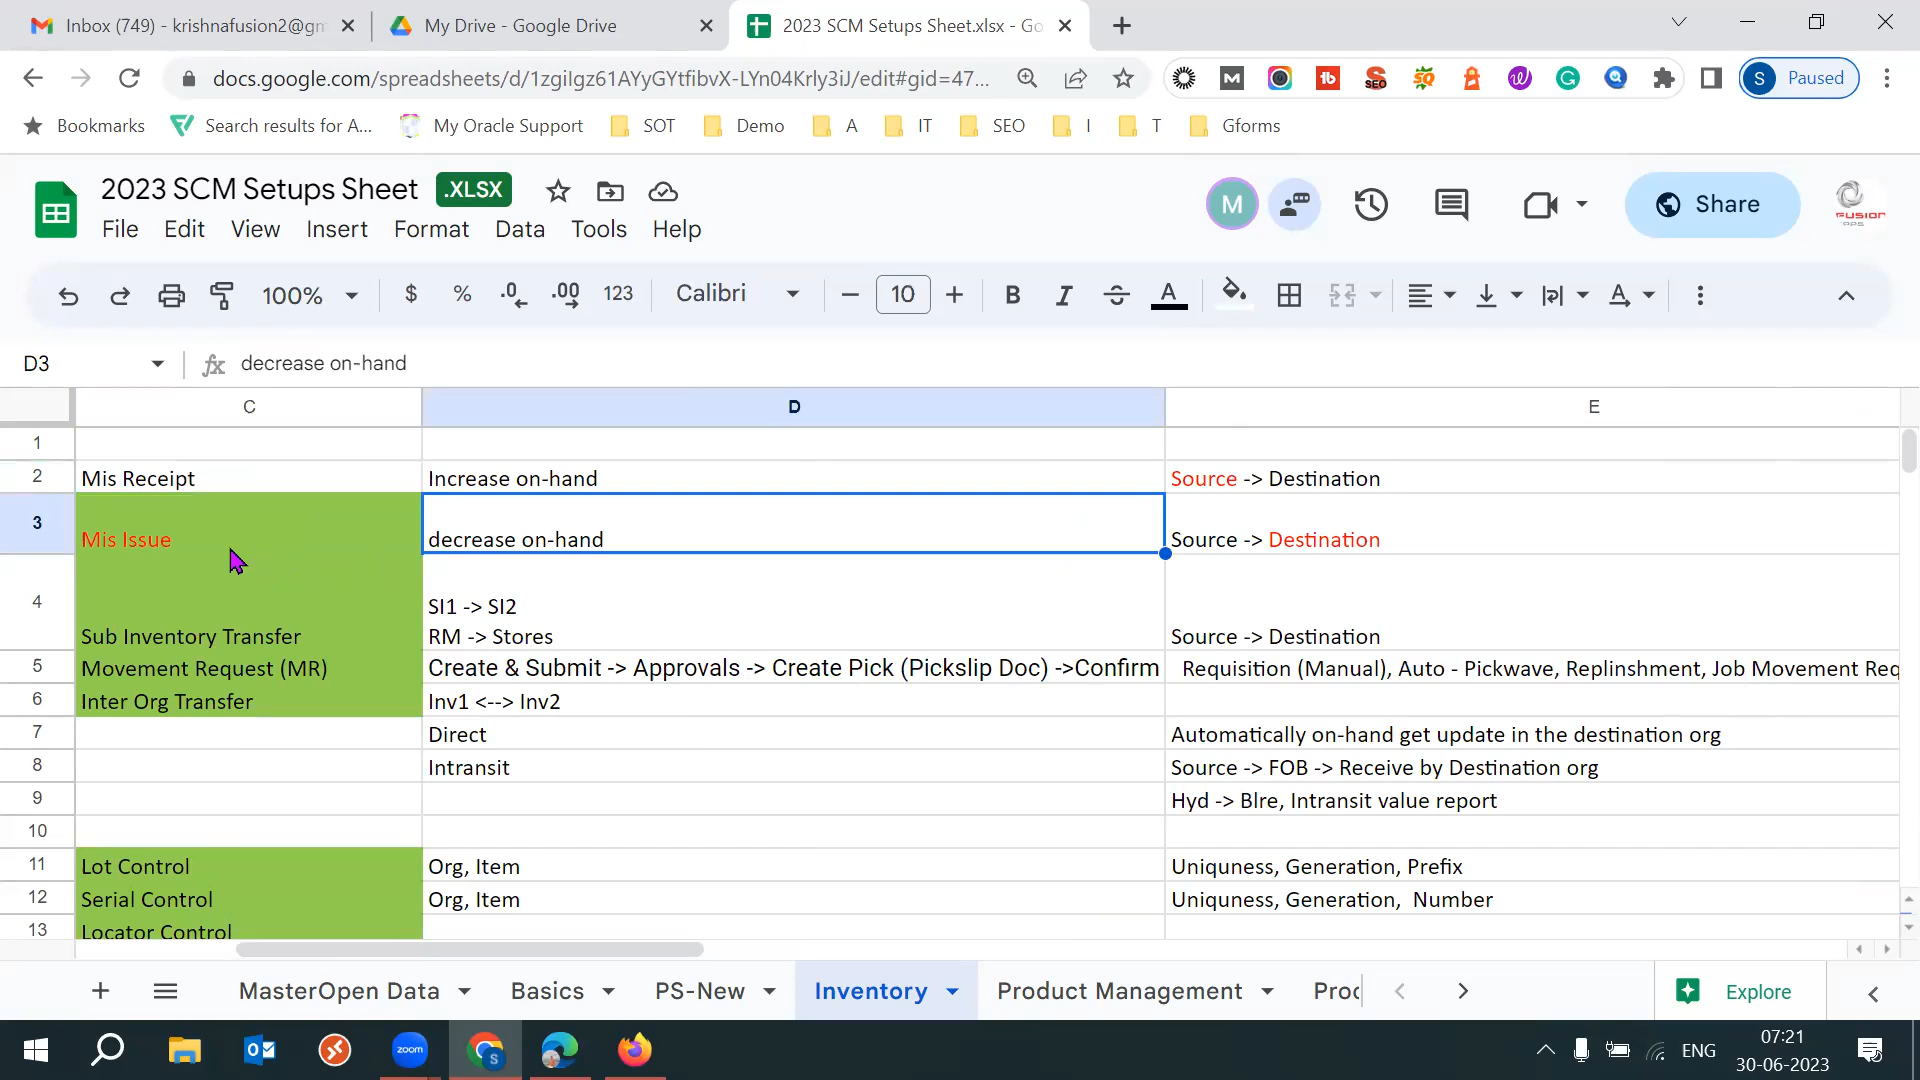 Inbox (749) - krishnafusion2@gm
My Drive - Google Drive
2023 SCM Setups Sheet.xlsx - Go
docs.google.com/spreadsheets/d/1zgiIgz61AYyGYtfibvX-LYn04Krly3iJ/edit#gid=47...
M
tb
SEO
S Paused
Bookmarks
Search results for A...
My Oracle Support
SOT
Demo
A
IT
SEO
I
T
Gforms
2023 SCM Setups Sheet
.XLSX
M
Share
FUSION
APPS
File Edit View Insert Format Data Tools Help
100% $ % .0 .00 123 Calibri 10 B I A
D3
fx decrease on-hand
C D E
1
2 Mis Receipt Increase on-hand Source -> Destination
3 Mis Issue decrease on-hand Source -> Destination
SI1 -> SI2
4 Sub Inventory Transfer RM -> Stores Source -> Destination
5 Movement Request (MR) Create & Submit -> Approvals -> Create Pick (Pickslip Doc) ->Confirm Requisition (Manual), Auto - Pickwave, Replinshment, Job Movement Req
6 Inter Org Transfer Inv1 <--> Inv2
7 Direct Automatically on-hand get update in the destination org
8 Intransit Source -> FOB -> Receive by Destination org
9 Hyd -> Blre, Intransit value report
10
11 Lot Control Org, Item Uniquness, Generation, Prefix
12 Serial Control Org, Item Uniquness, Generation, Number
13 Locator Control
MasterOpen Data Basics PS-New Inventory Product Management Proc Explore
zoom
S
ENG
07:21
30-06-2023